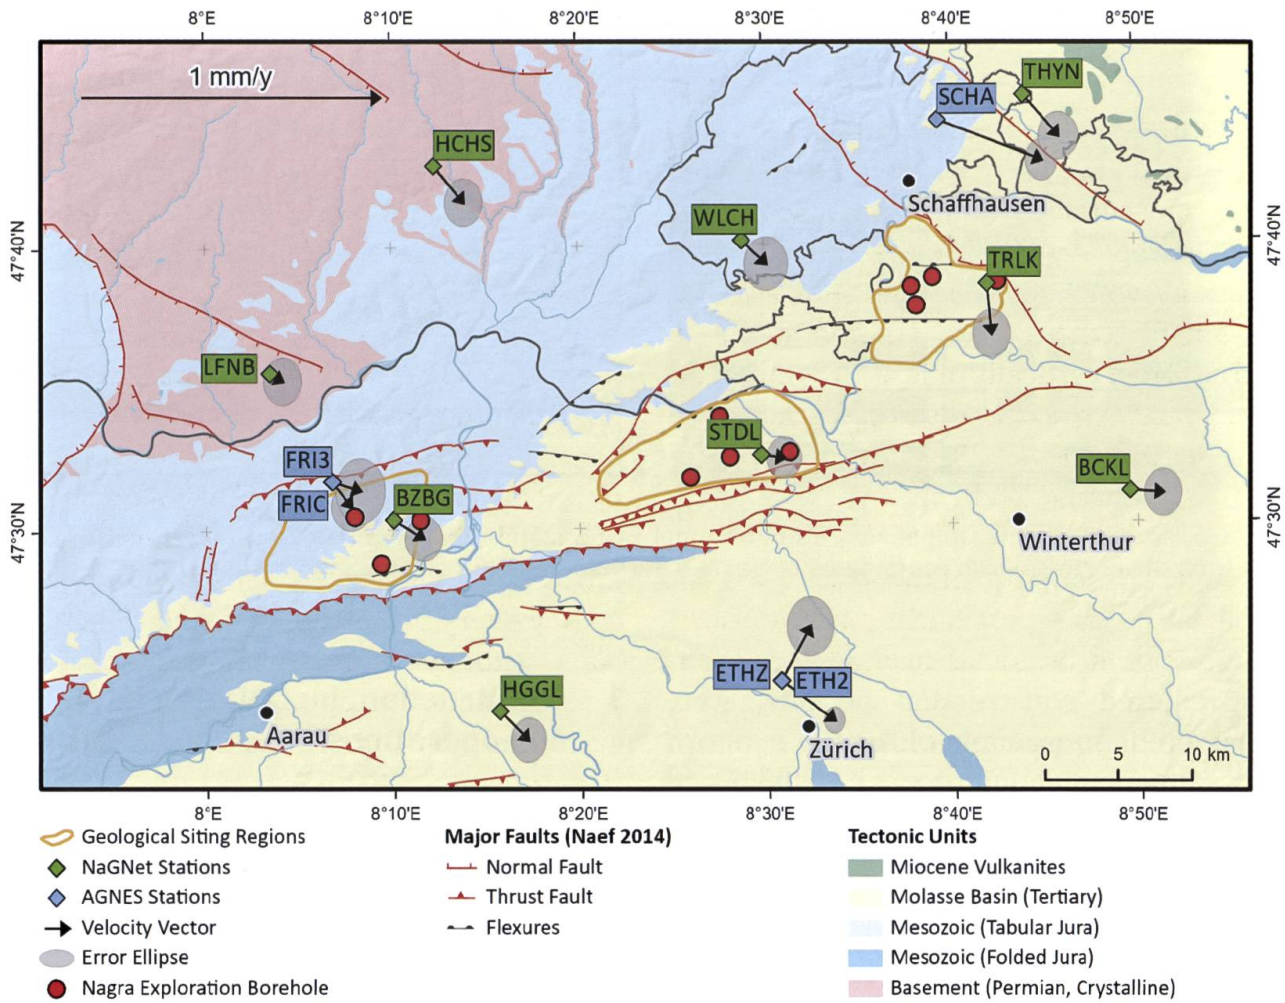 8°E 8°10'E 8°20'E 8°30'E 8°40'E 8°50'E
1 mm/y
THYN
SCHA
HCHS
Schaffhausen
WLCH
47°40'N 47°40'N
TRLK
LFNB
STDL
FRI3
BCKL
FRIC
BZBG
47°30'N 47°30'N
Winterthur
ETHZ ETH2
HGGL
Aarau
Zürich
0 5 10 km
8°E 8°10'E 8°20'E 8°30'E 8°40'E 8°50'E
Geological Siting Regions
NaGNet Stations
AGNES Stations
Velocity Vector
Error Ellipse
Nagra Exploration Borehole
Major Faults (Naef 2014)
Normal Fault
Thrust Fault
Flexures
Tectonic Units
Miocene Vulkanites
Molasse Basin (Tertiary)
Mesozoic (Tabular Jura)
Mesozoic (Folded Jura)
Basement (Permian, Crystalline)